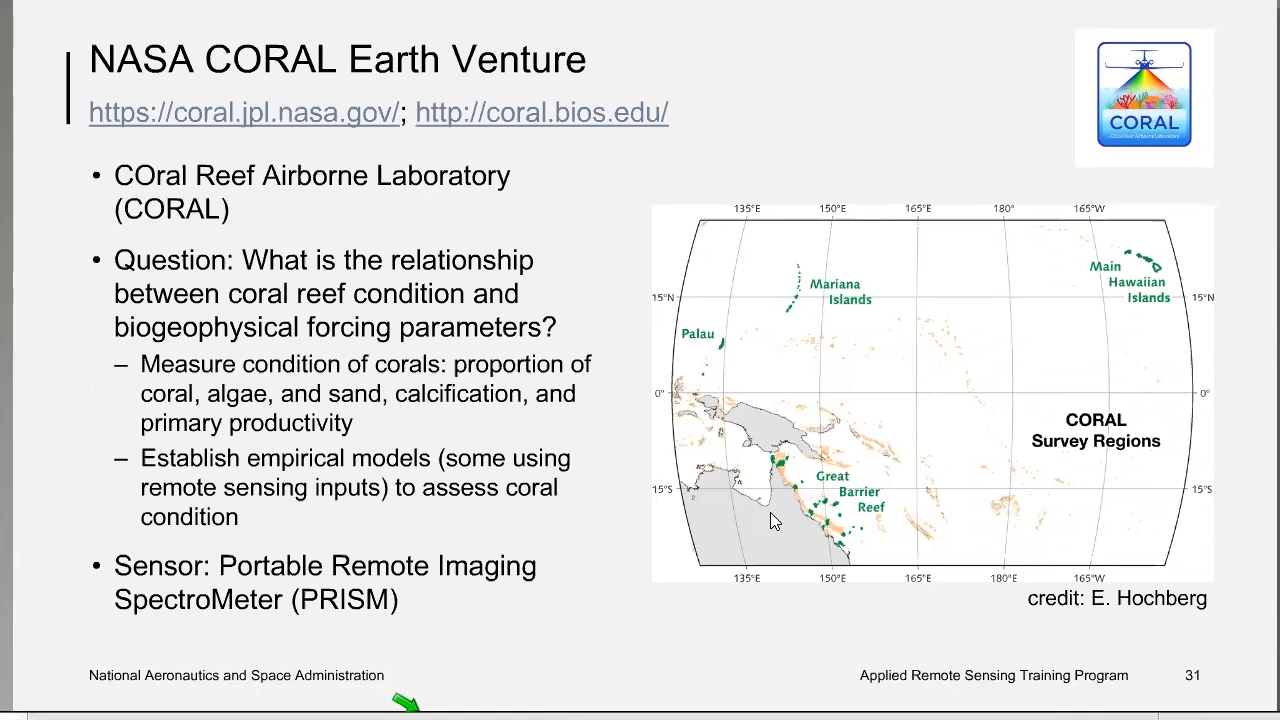 NASA CORAL Earth Venture
https://coral.jpl.nasa.gov/; http://coral.bios.edu/
CORAL
Coral Reef Airborne Laboratory
• COral Reef Airborne Laboratory
(CORAL)
• Question: What is the relationship
between coral reef condition and
biogeophysical forcing parameters?
– Measure condition of corals: proportion of
coral, algae, and sand, calcification, and
primary productivity
– Establish empirical models (some using
remote sensing inputs) to assess coral
condition
• Sensor: Portable Remote Imaging
SpectroMeter (PRISM)
135°E 150°E 165°E 180° 165°W
Main
Hawaiian
Islands
Mariana
Islands
15°N 15°N
Palau
0° 0°
CORAL
Survey Regions
Great
Barrier
Reef
15°S 15°S
135°E 150°E 165°E 180°E 165°W
credit: E. Hochberg
National Aeronautics and Space Administration
Applied Remote Sensing Training Program 31